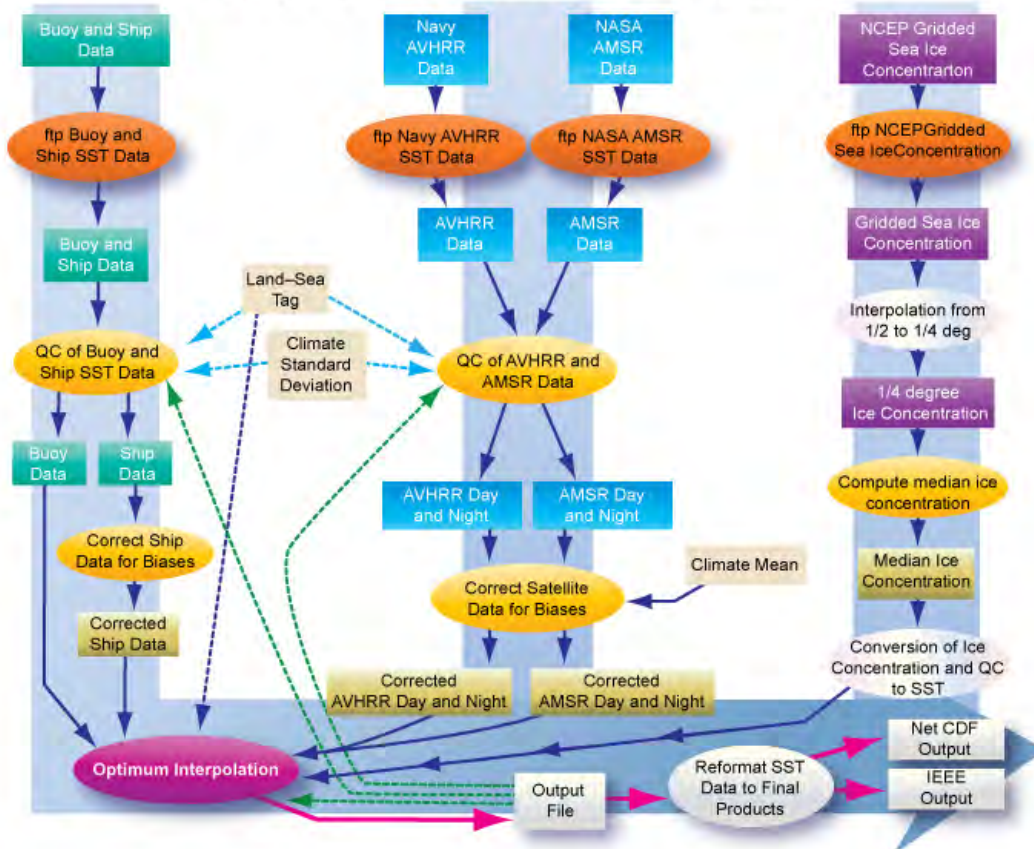 Buoy and Ship
Data
Navy
AVHRR
Data
NASA
AMSR
Data
NCEP Gridded
Sea Ice
Concentrarton
ftp Buoy and
Ship SST Data
ftp Navy AVHRR
SST Data
ftp NASA AMSR
SST Data
ftp NCEPGridded
Sea IceConcentration
Buoy and
Ship Data
AVHRR
Data
AMSR
Data
Gridded Sea Ice
Concentration
Land–Sea
Tag
Interpolation from
1/2 to 1/4 deg
QC of Buoy and
Ship SST Data
Climate
Standard
Deviation
QC of AVHRR and
AMSR Data
1/4 degree
Ice Concentration
Buoy
Data
Ship
Data
AVHRR Day
and Night
AMSR Day
and Night
Compute median ice
concentration
Correct Ship
Data for Biases
Climate Mean
Median Ice
Concentration
Correct Satellite
Data for Biases
Corrected
Ship Data
Conversion of Ice
Concentration and QC
to SST
Corrected
AVHRR Day and Night
Corrected
AMSR Day and Night
Optimum Interpolation
Output
File
Reformat SST
Data to Final
Products
Net CDF
Output
IEEE
Output